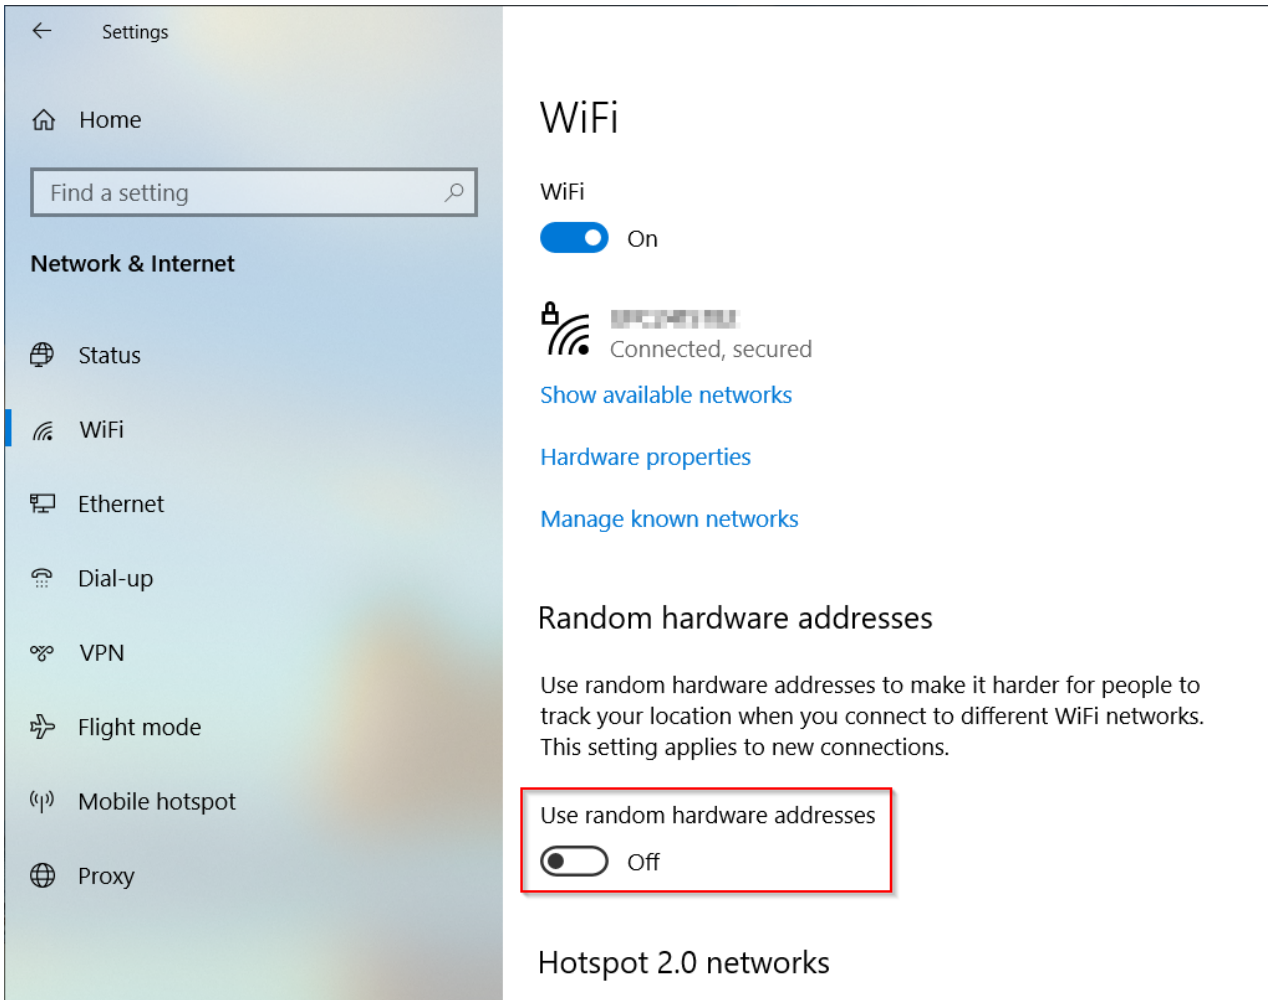 Settings
Home
Find a setting
Network & Internet
Status
WiFi
Ethernet
Dial-up
VPN
Flight mode
Mobile hotspot
Proxy
WiFi
WiFi
On
Connected, secured
Show available networks
Hardware properties
Manage known networks
Random hardware addresses
Use random hardware addresses to make it harder for people to
track your location when you connect to different WiFi networks.
This setting applies to new connections.
Use random hardware addresses
Off
Hotspot 2.0 networks